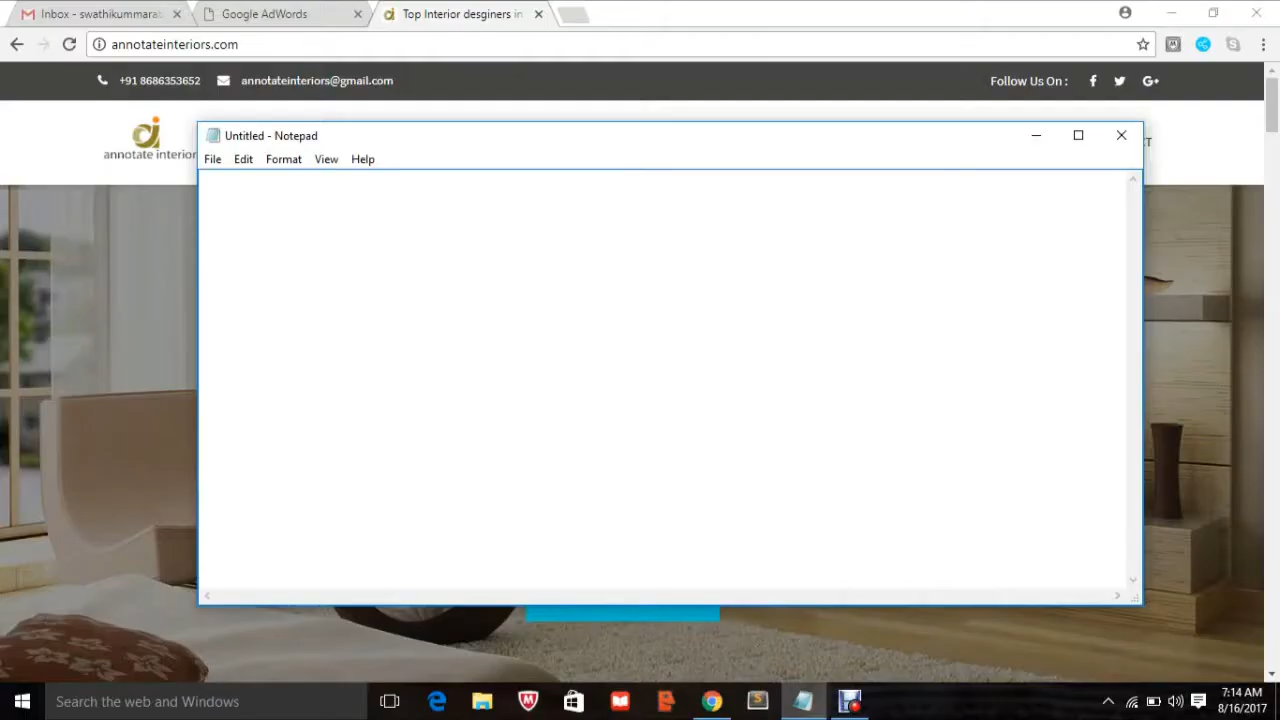 Inbox - swathikummarab
Google AdWords
Top Interior desginers in
annotateinteriors.com
+91 8686353652
annotateinteriors@gmail.com
Follow Us On :
annotate interior
Untitled - Notepad
File Edit Format View Help
Search the web and Windows
7:14 AM
8/16/2017